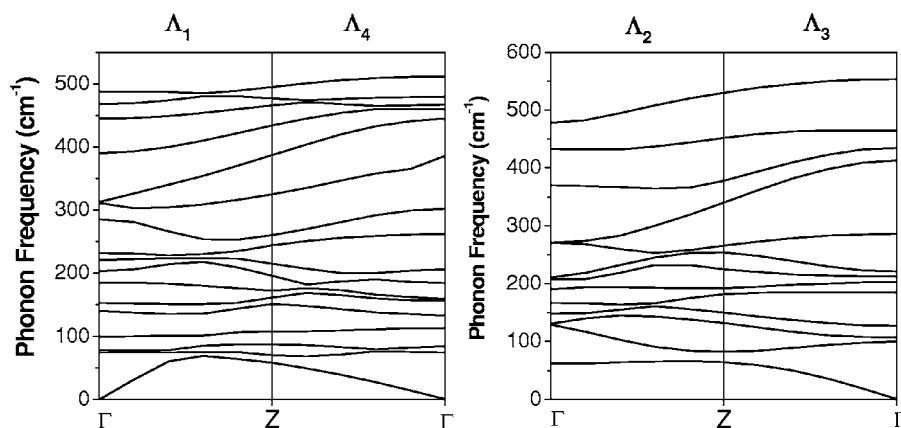 Λ1 Λ4
Phonon Frequency (cm-1)
500
400
300
200
100
0
Γ Z Γ
Λ2 Λ3
Phonon Frequency (cm-1)
600
500
400
300
200
100
0
Γ Z Γ